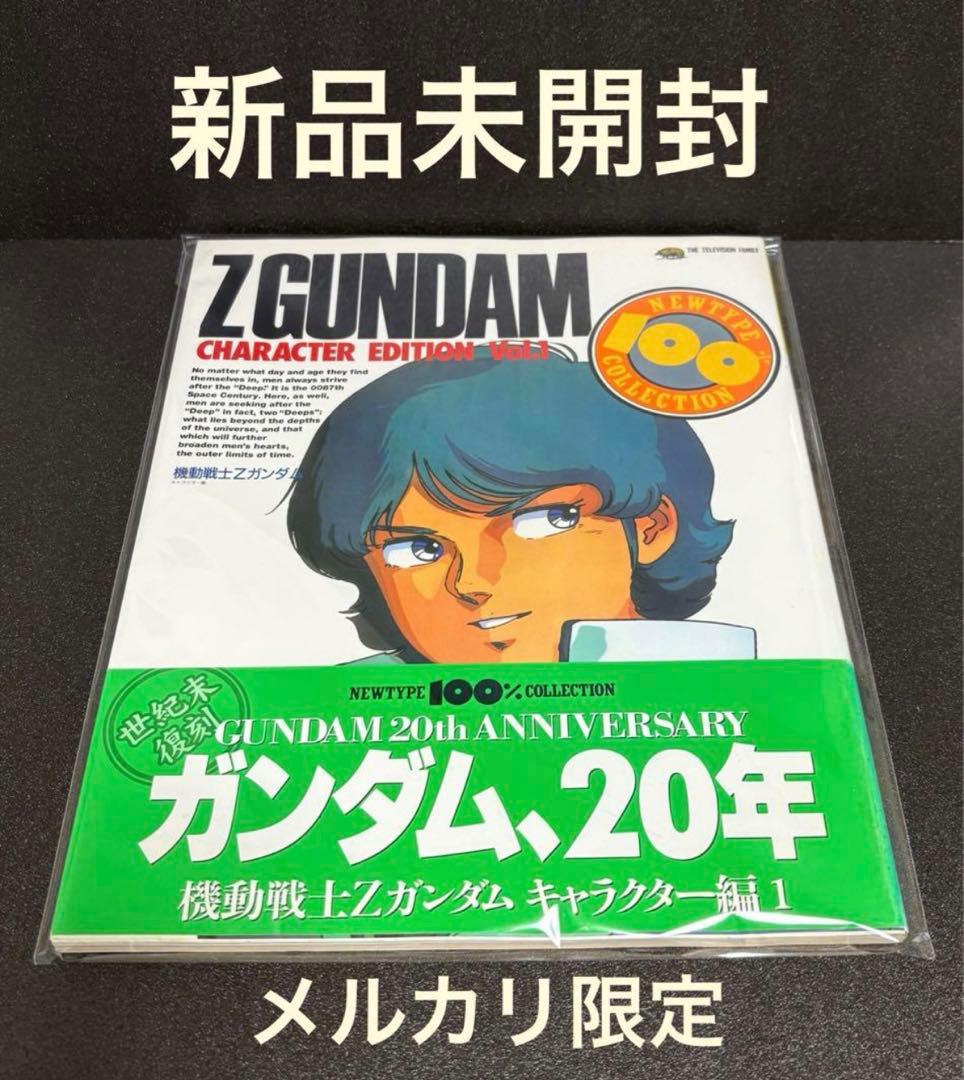 新品未開封
THE TELEVISION FAMILY
Z GUNDAM
CHARACTER EDITION Vol.1
NEWTYPE 100% COLLECTION
No matter what day and age they find
themselves in, men always strive
after the "Deep." It is the 0087th
Space Century. Here, as well,
men are seeking after the
"Deep" in fact, two "Deeps":
what lies beyond the depths
of the universe, and that
which will further
broaden men's hearts,
the outer limits of time.
機動戦士Zガンダム
世紀末
復刻
NEWTYPE 100% COLLECTION
GUNDAM 20th ANNIVERSARY
ガンダム、20年
機動戦士Zガンダム キャラクター編 1
メルカリ限定